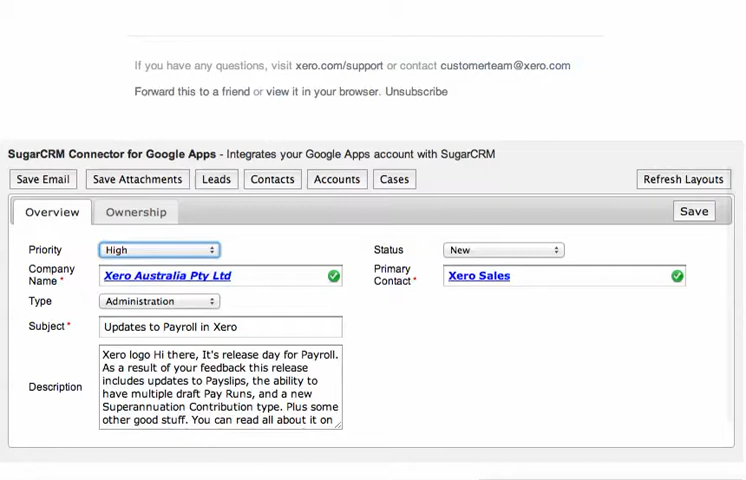 If you have any questions, visit xero.com/support or contact customerteam@xero.com
Forward this to a friend or view it in your browser. Unsubscribe
SugarCRM Connector for Google Apps - Integrates your Google Apps account with SugarCRM
Save Email Save Attachments Leads Contacts Accounts Cases Refresh Layouts
Overview Ownership Save
Priority High Status New
Company Name * Xero Australia Pty Ltd Primary Contact * Xero Sales
Type Administration
Subject * Updates to Payroll in Xero
Description
Xero logo Hi there, It's release day for Payroll.
As a result of your feedback this release
includes updates to Payslips, the ability to
have multiple draft Pay Runs, and a new
Superannuation Contribution type. Plus some
other good stuff. You can read all about it on